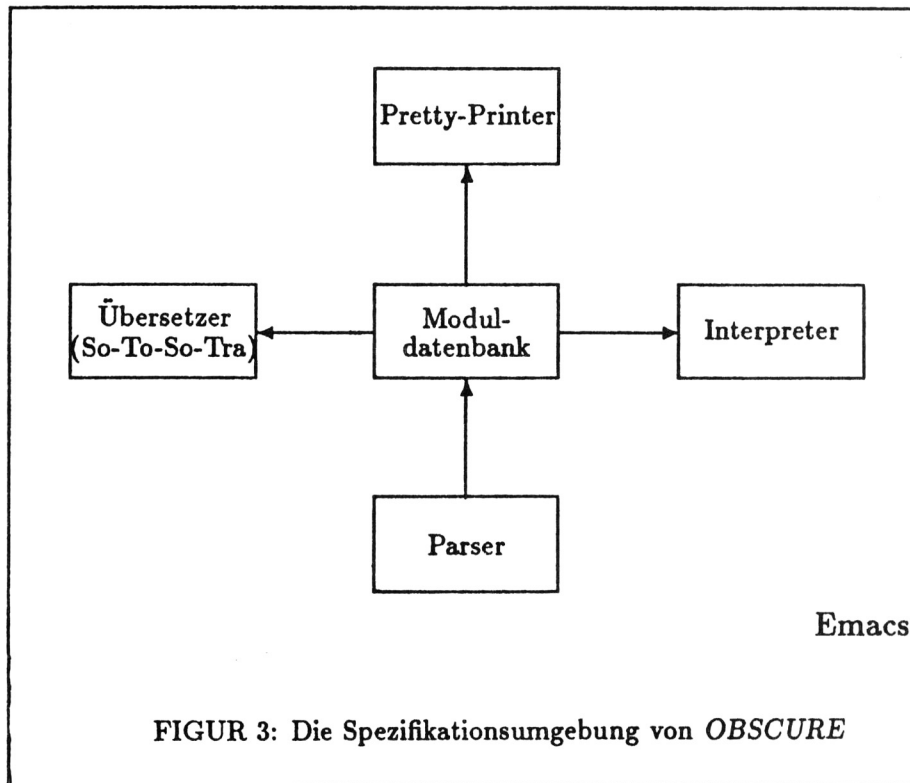 Pretty-Printer
Übersetzer
(So-To-So-Tra)
Modul-
datenbank
Interpreter
Parser
Emacs
FIGUR 3: Die Spezifikationsumgebung von OBSCURE